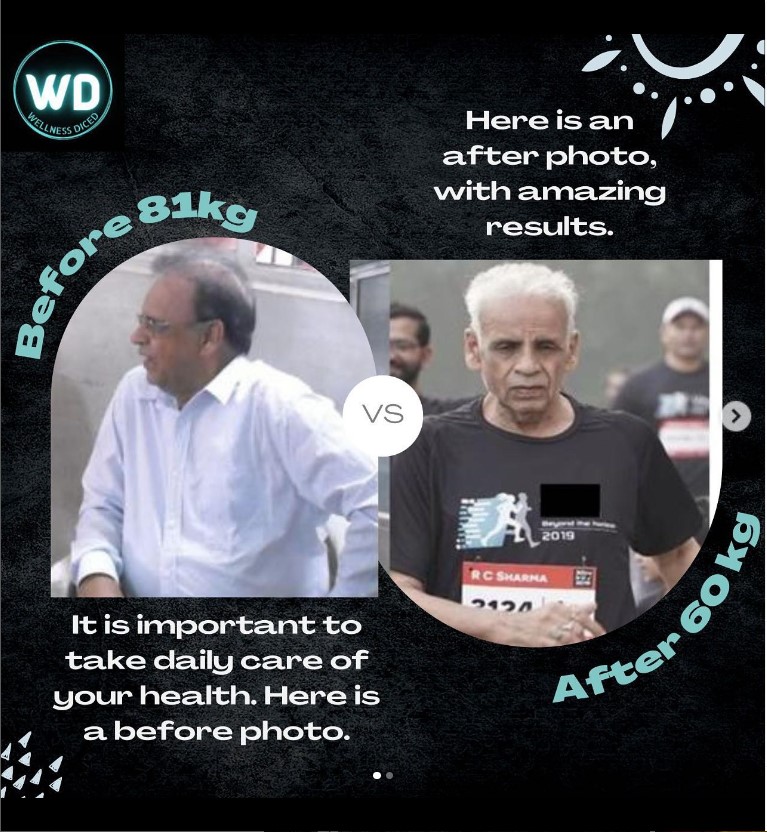 WD
WELLNESS DICED
Here is an
after photo,
with amazing
results.
Before 81kg
VS
Beyond the
2019
R C SHARMA
2124
After 60 kg
It is important to
take daily care of
your health. Here is
a before photo.